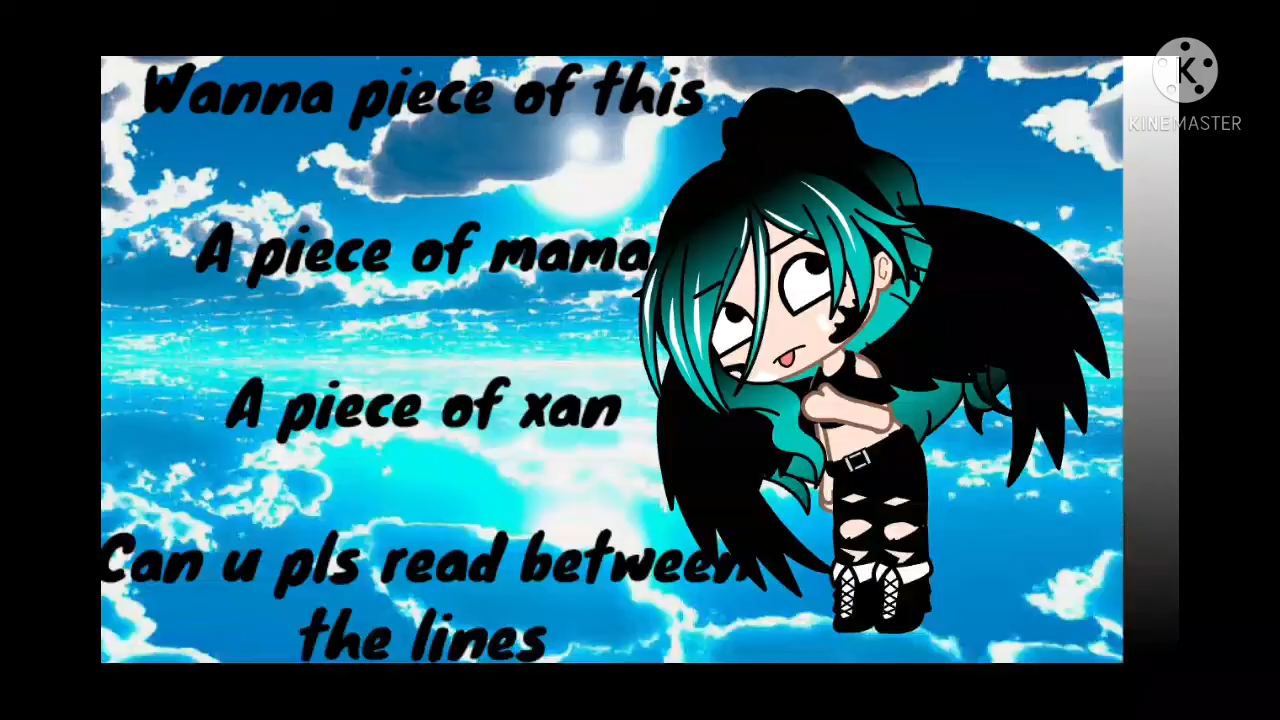 Wanna piece of this
A piece of mama
A piece of xan
Can u pls read between
the lines
K
KINEMASTER